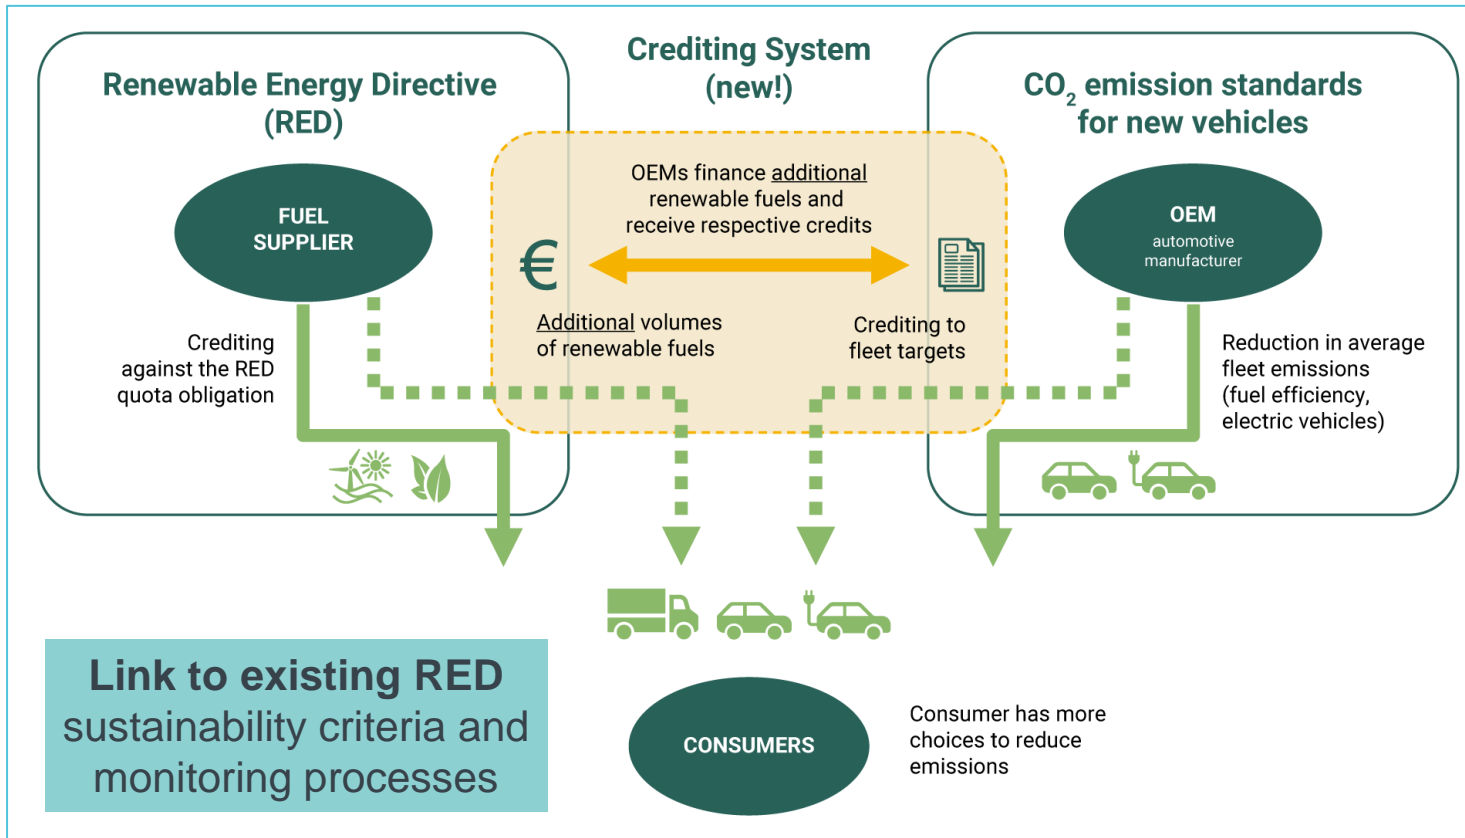 Renewable Energy Directive
(RED)
FUEL
SUPPLIER
Crediting
against the RED
quota obligation
Crediting System
(new!)
OEMs finance additional
renewable fuels and
receive respective credits
€
Additional volumes
of renewable fuels
Crediting to
fleet targets
CO₂ emission standards
for new vehicles
OEM
automotive
manufacturer
Reduction in average
fleet emissions
(fuel efficiency,
electric vehicles)
Link to existing RED
sustainability criteria and
monitoring processes
CONSUMERS
Consumer has more
choices to reduce
emissions